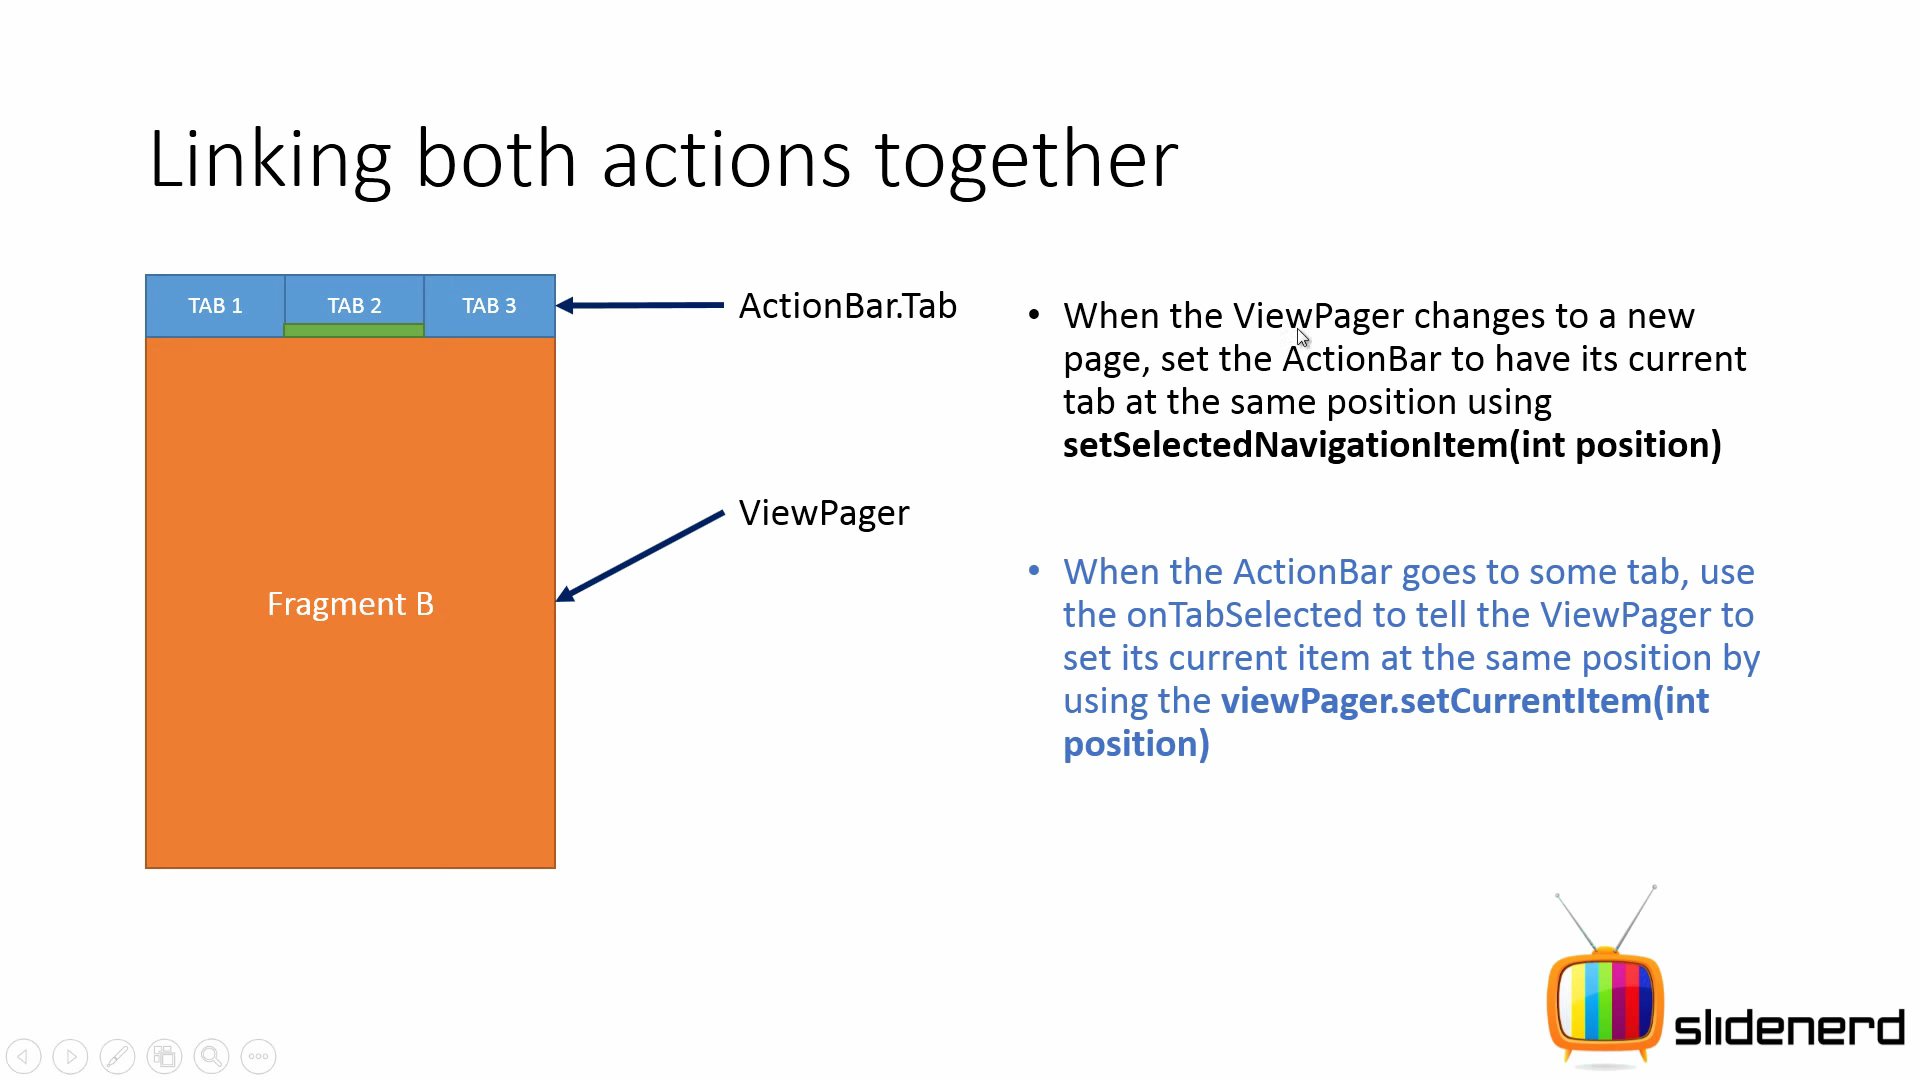 Linking both actions together
TAB 1
TAB 2
TAB 3
ActionBar.Tab
ViewPager
Fragment B
• When the ViewPager changes to a new
page, set the ActionBar to have its current
tab at the same position using
setSelectedNavigationItem(int position)
• When the ActionBar goes to some tab, use
the onTabSelected to tell the ViewPager to
set its current item at the same position by
using the viewPager.setCurrentItem(int
position)
slidenerd